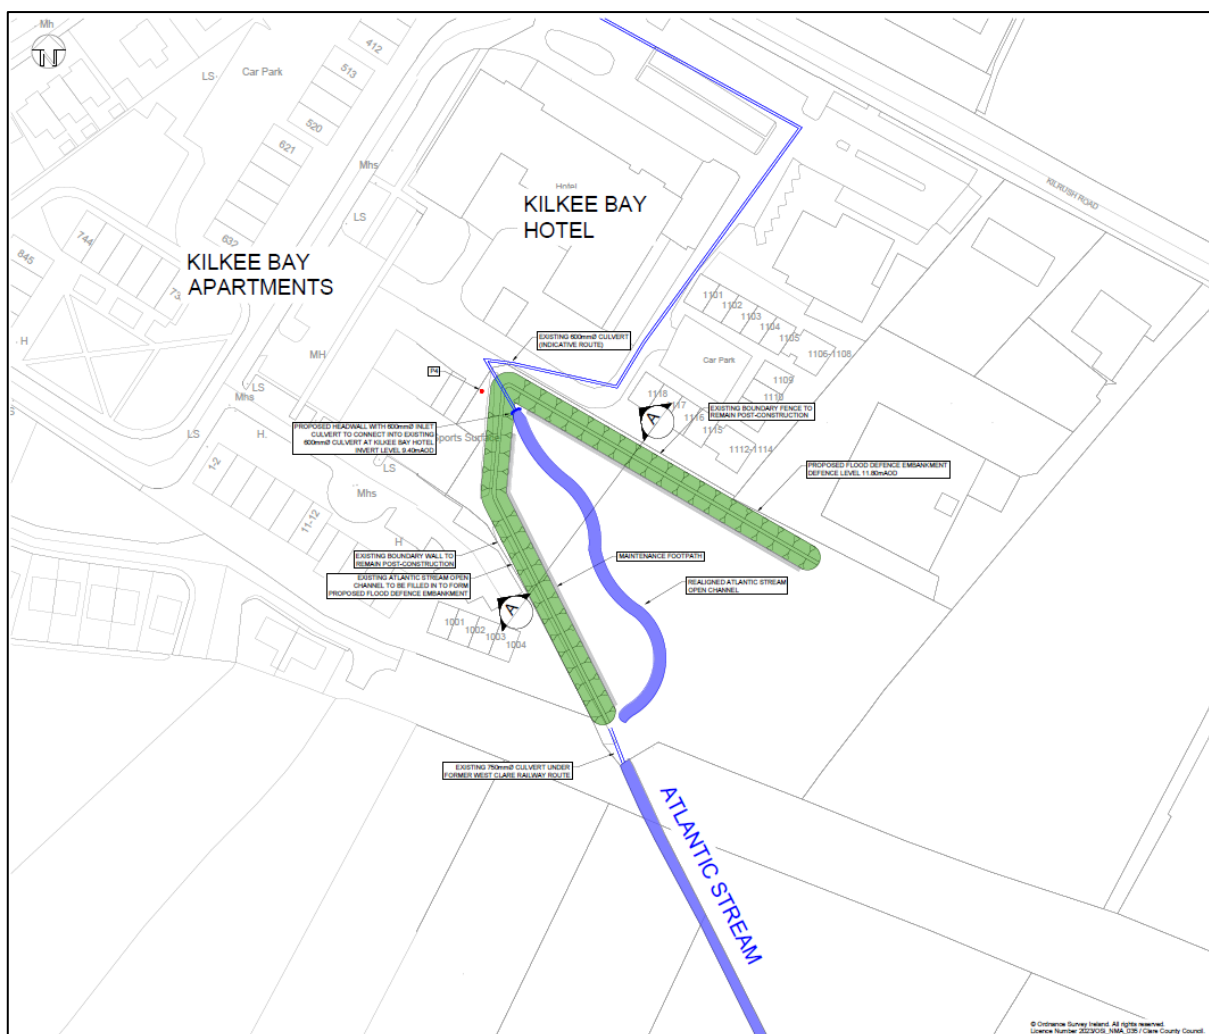 Mh
N
412
LS
Car Park
513
520
621
Mhs
LS
Hotel
KILKEE BAY
HOTEL
KILRUSH ROAD
744
632
845
KILKEE BAY
APARTMENTS
73
1101
1102
1103
1104
1105
1106-1108
H
MH
EXISTING 600mmØ CULVERT
(INDICATIVE ROUTE)
Car Park
P4
1109
1110
LS
Mhs
1118
1117
1116
1115
1112-1114
A
EXISTING BOUNDARY FENCE TO
REMAIN POST-CONSTRUCTION
LS
H.
PROPOSED HEADWALL WITH 600mmØ INLET
CULVERT TO CONNECT INTO EXISTING
600mmØ CULVERT AT KILKEE BAY HOTEL
INVERT LEVEL 9.40mAOD
Sports Surface
LS
PROPOSED FLOOD DEFENCE EMBANKMENT
DEFENCE LEVEL 11.80mAOD
1-2
Mhs
11-12
H
EXISTING BOUNDARY WALL TO
REMAIN POST-CONSTRUCTION
MAINTENANCE FOOTPATH
EXISTING ATLANTIC STREAM OPEN
CHANNEL TO BE FILLED IN TO FORM
PROPOSED FLOOD DEFENCE EMBANKMENT
REALIGNED ATLANTIC STREAM
OPEN CHANNEL
A
1001
1002
1003
1004
EXISTING 750mmØ CULVERT UNDER
FORMER WEST CLARE RAILWAY ROUTE
ATLANTIC STREAM
© Ordnance Survey Ireland. All rights reserved.
Licence Number 2023/OSi_NMA_035 / Clare County Council.